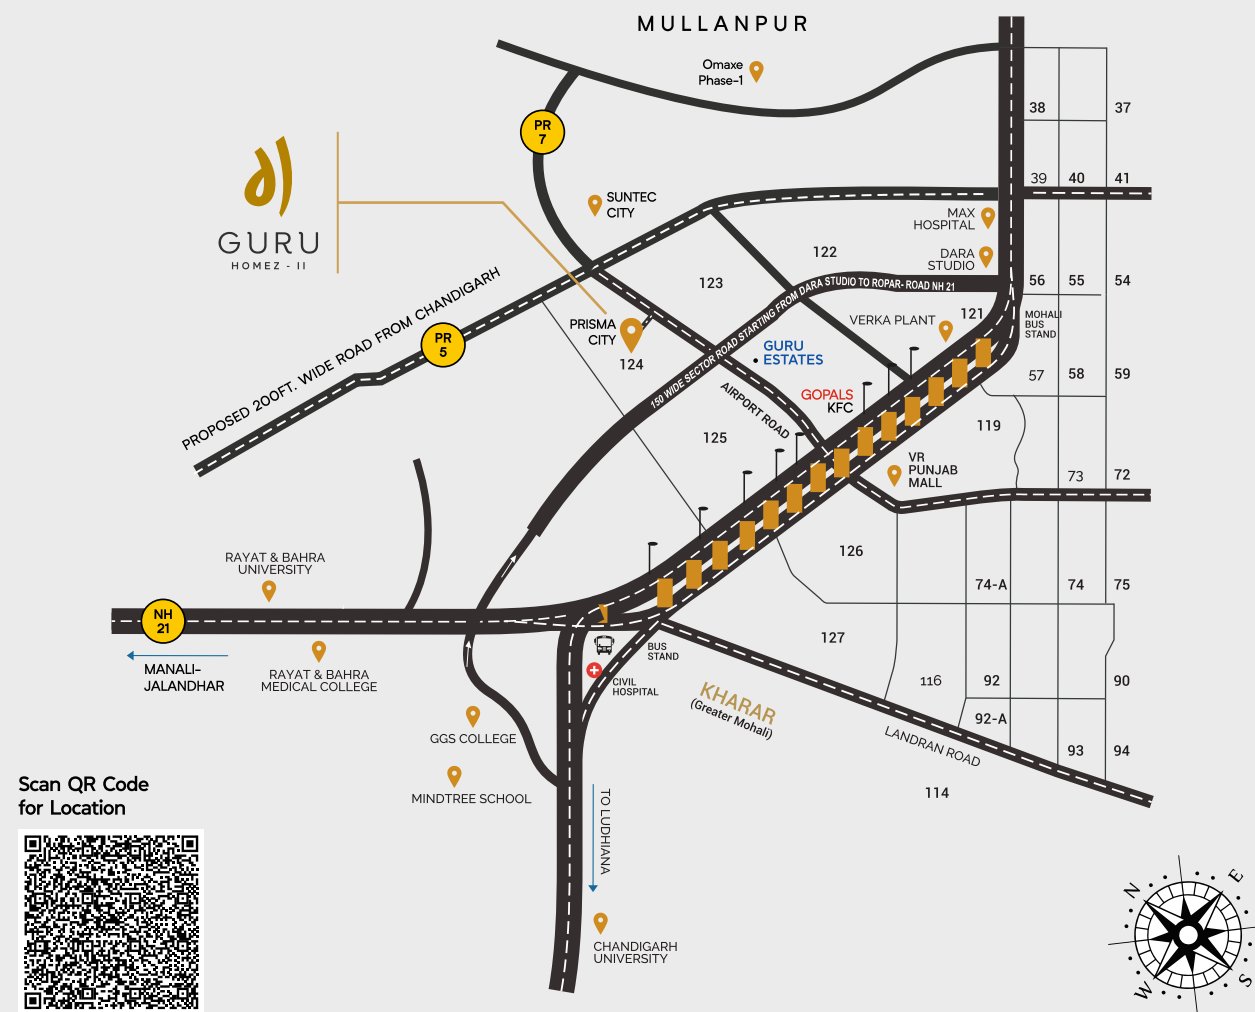 MULLANPUR
Omaxe
Phase-1
PR
7
38
37
39
40
41
SUNTEC
CITY
MAX
HOSPITAL
DARA
STUDIO
GURU
HOMEZ - II
122
123
56
55
54
PROPOSED 200FT. WIDE ROAD FROM CHANDIGARH
PR
5
150 WIDE SECTOR ROAD STARTING FROM DARA STUDIO TO ROPAR- ROAD NH 21
121
MOHALI
BUS
STAND
VERKA PLANT
PRISMA
CITY
124
GURU
ESTATES
57
58
59
GOPALS
KFC
AIRPORT ROAD
119
125
VR
PUNJAB
MALL
73
72
126
RAYAT & BAHRA
UNIVERSITY
74-A
74
75
NH
21
127
BUS
STAND
MANALI-
JALANDHAR
RAYAT & BAHRA
MEDICAL COLLEGE
CIVIL
HOSPITAL
116
92
90
KHARAR
(Greater Mohali)
92-A
GGS COLLEGE
LANDRAN ROAD
93
94
MINDTREE SCHOOL
TO LUDHIANA
114
Scan QR Code
for Location
CHANDIGARH
UNIVERSITY
N
E
W
S